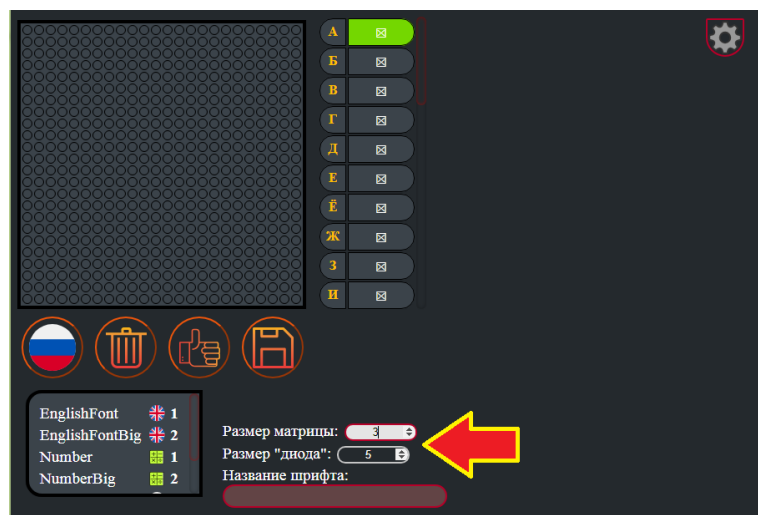 А
Б
В
Г
Д
Е
Ё
Ж
З
И
EnglishFont 1
EnglishFontBig 2
Number 1
NumberBig 2
Размер матрицы: 3
Размер "диода": 5
Название шрифта: